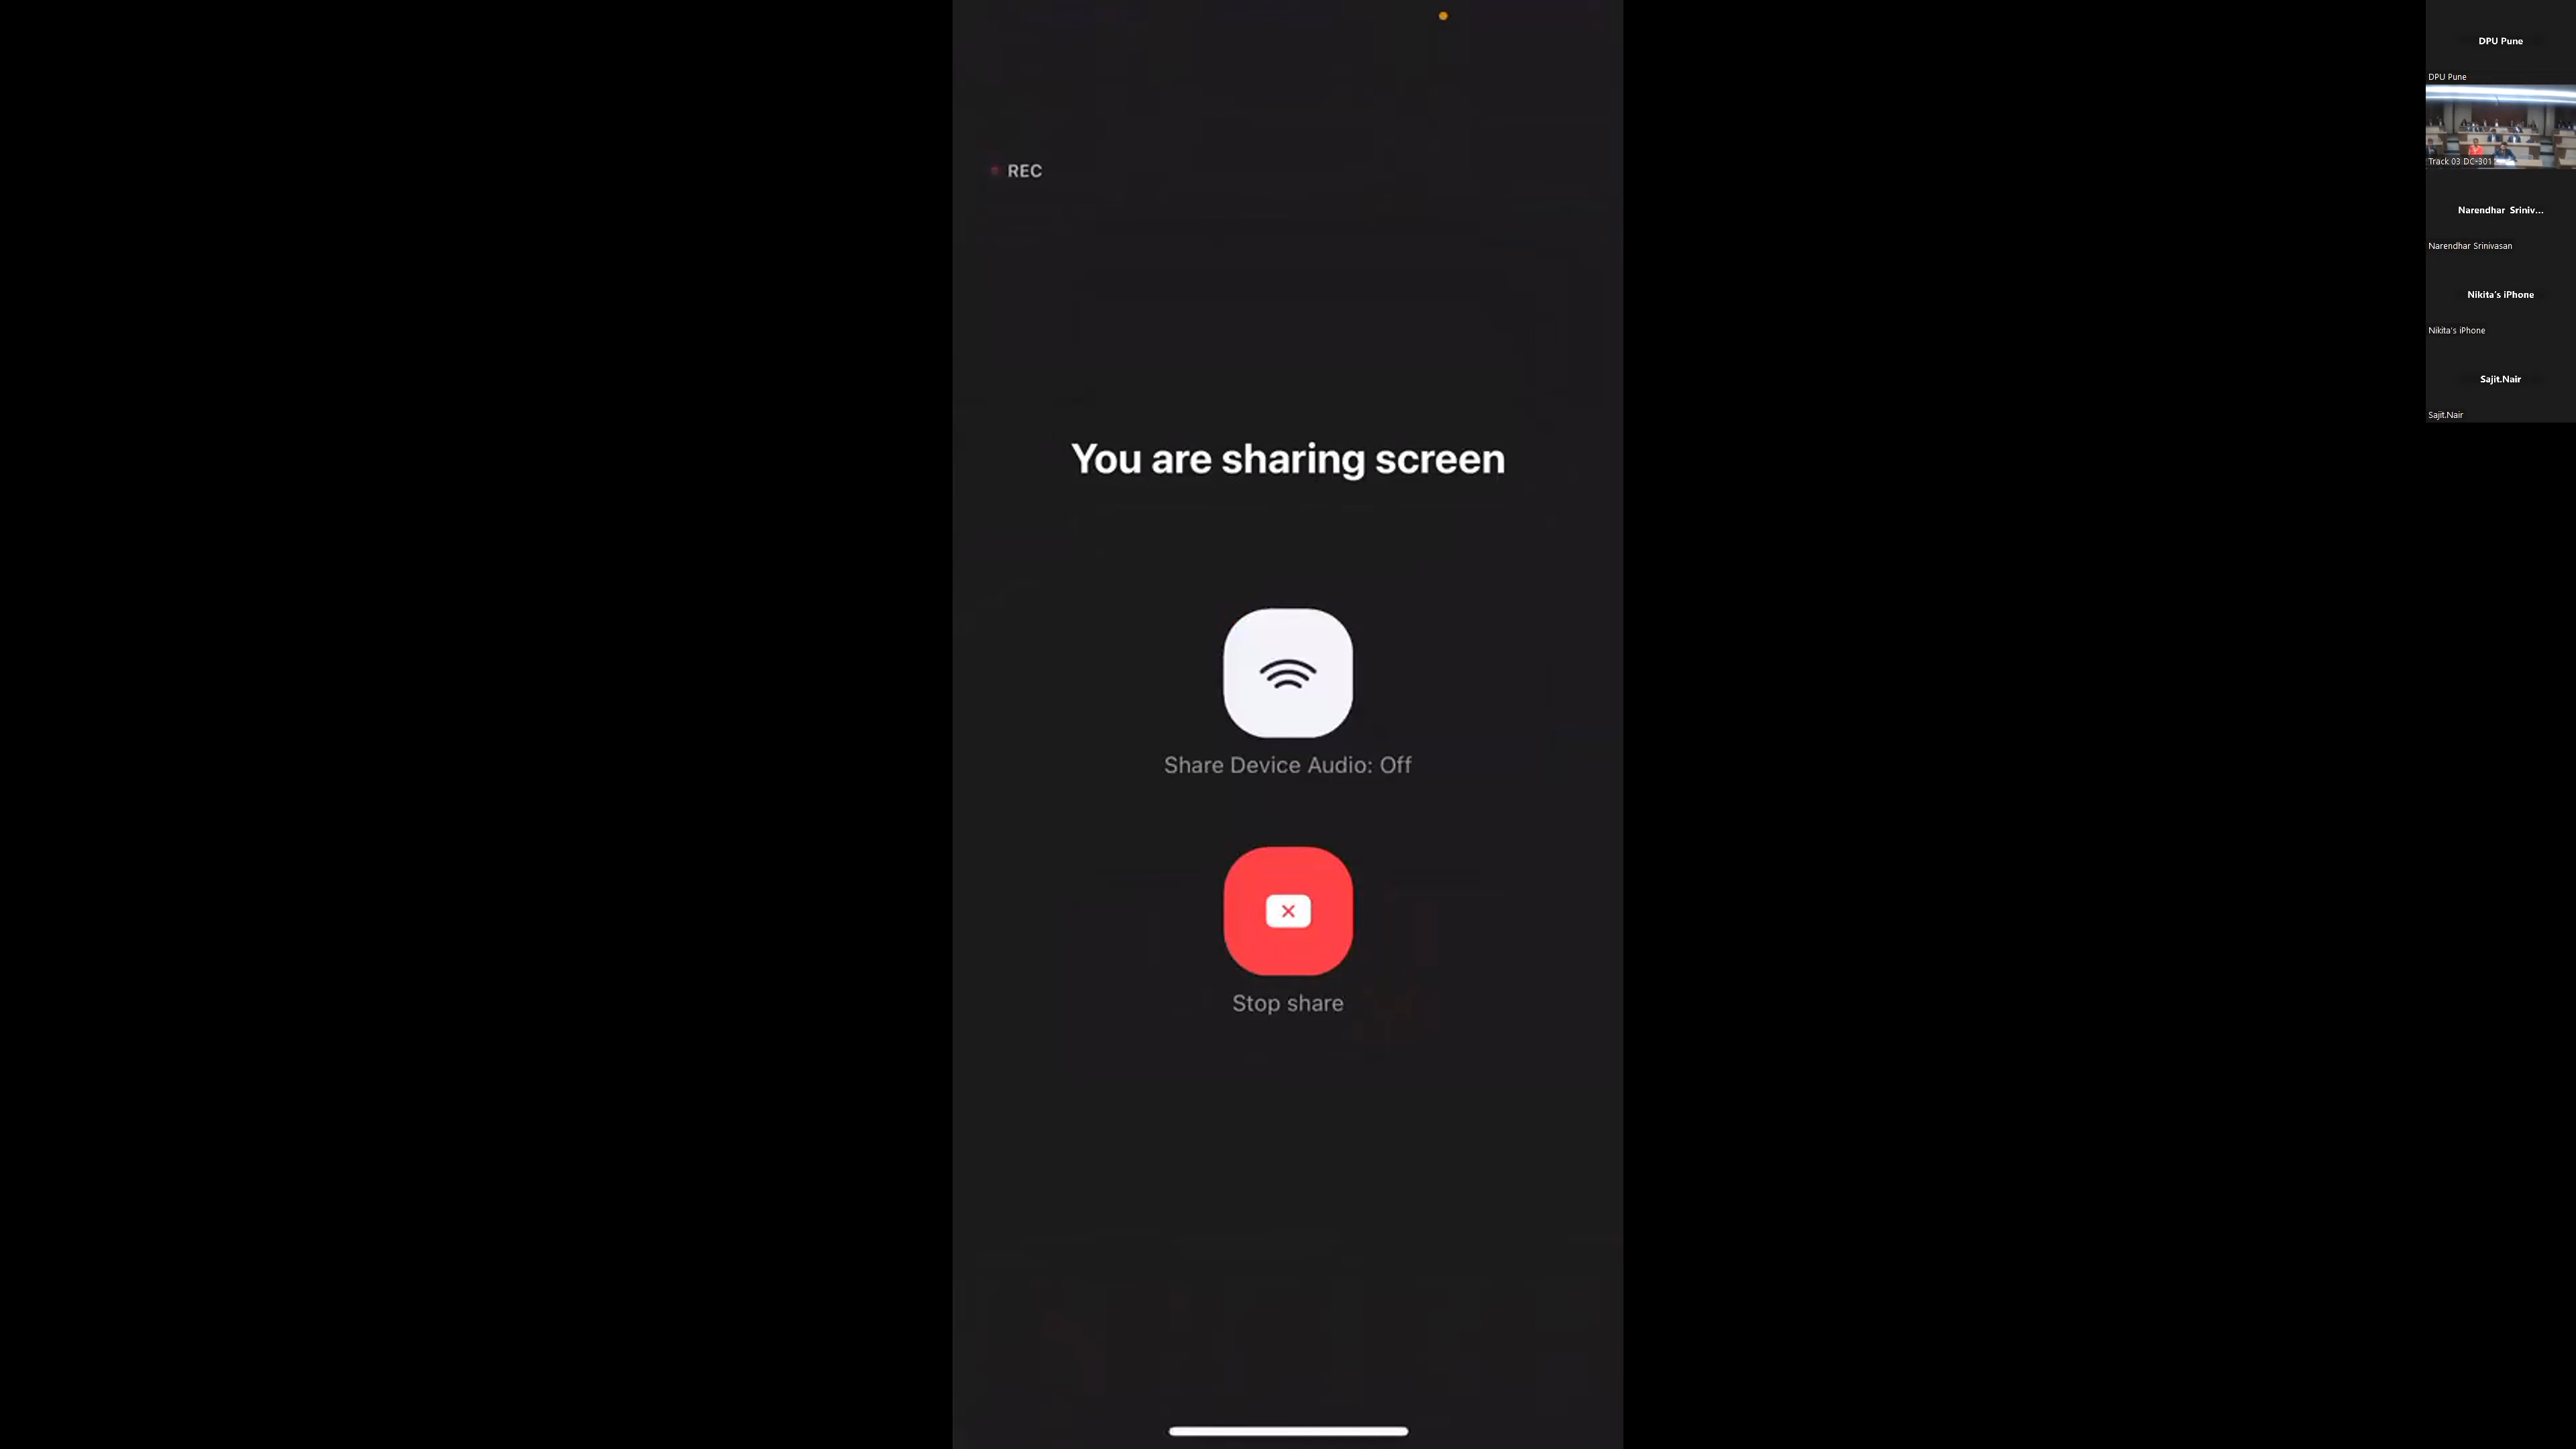 REC
You are sharing screen
Share Device Audio: Off
Stop share
DPU Pune
DPU Pune
Track 03 DC-301
Narendhar Sriniv...
Narendhar Srinivasan
Nikita's iPhone
Nikita's iPhone
Sajit.Nair
Sajit.Nair